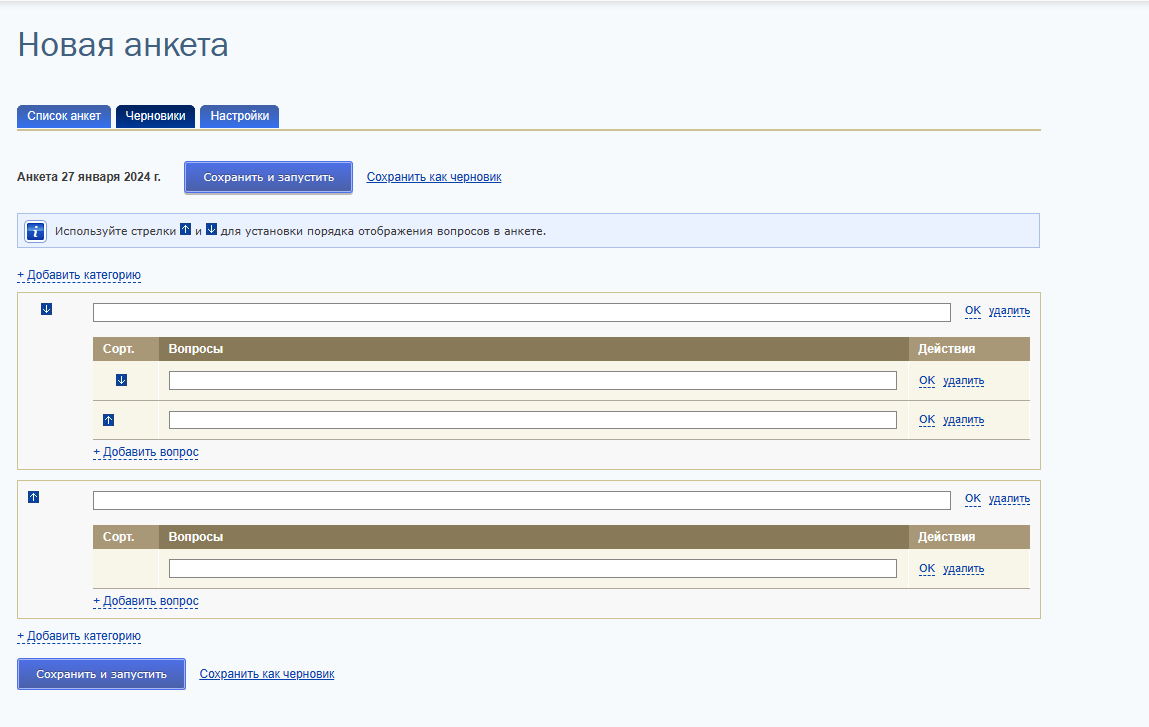 Новая анкета
Список анкет Черновики Настройки
Анкета 27 января 2024 г. Сохранить и запустить Сохранить как черновик
Используйте стрелки ↑ и ↓ для установки порядка отображения вопросов в анкете.
+ Добавить категорию
↓ OK удалить
Сорт. Вопросы Действия
↓ OK удалить
↑ OK удалить
+ Добавить вопрос
↑ OK удалить
Сорт. Вопросы Действия
OK удалить
+ Добавить вопрос
+ Добавить категорию
Сохранить и запустить Сохранить как черновик